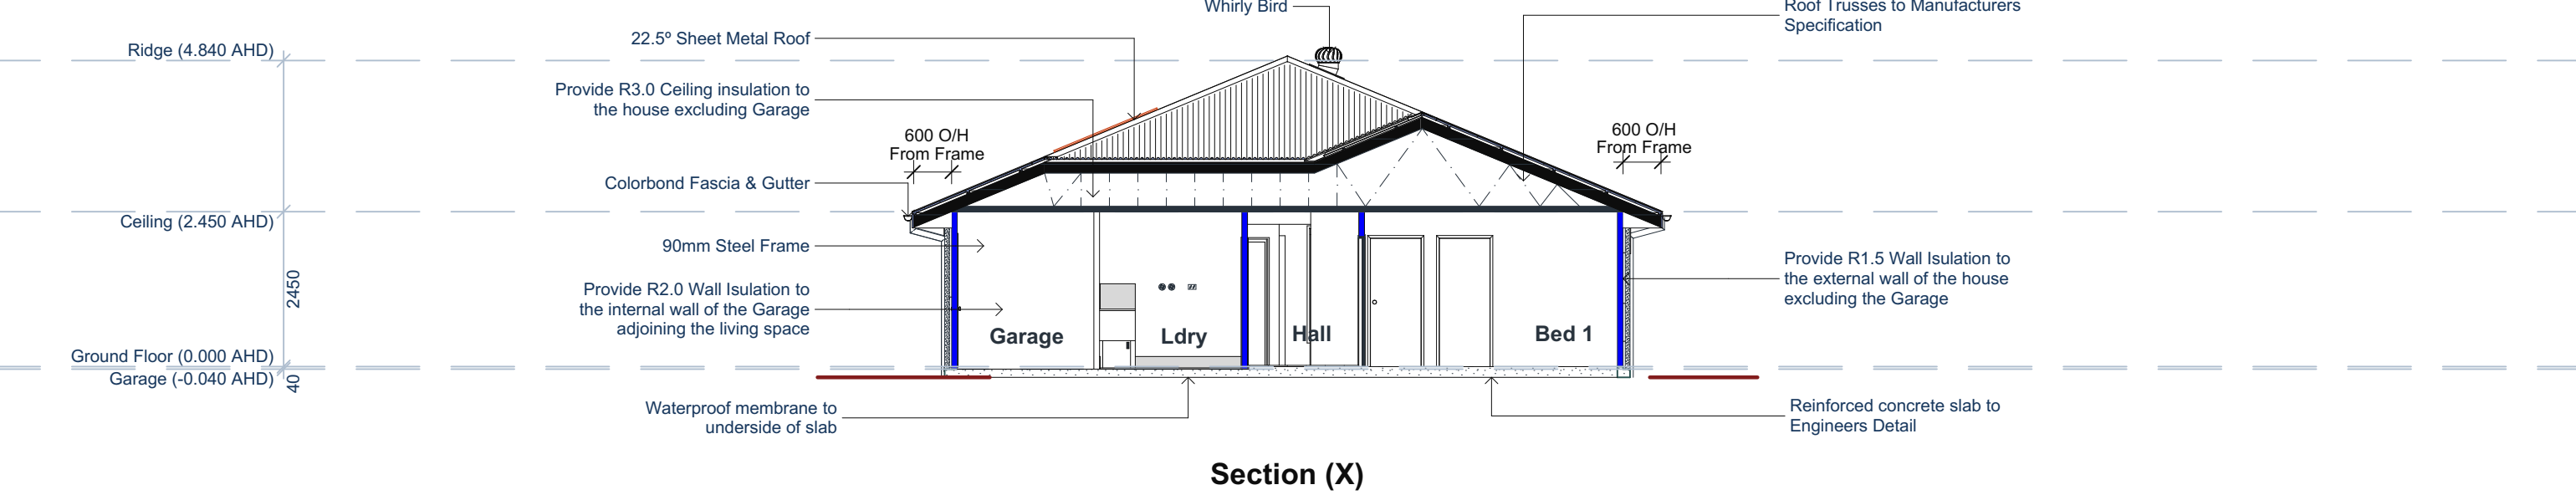 Whirly Bird
Roof Trusses to Manufacturers
Specification
22.5º Sheet Metal Roof
Ridge (4.840 AHD)
Provide R3.0 Ceiling insulation to
the house excluding Garage
600 O/H
From Frame
600 O/H
From Frame
Colorbond Fascia & Gutter
Ceiling (2.450 AHD)
90mm Steel Frame
2450
Provide R2.0 Wall Isulation to
the internal wall of the Garage
adjoining the living space
Provide R1.5 Wall Isulation to
the external wall of the house
excluding the Garage
Garage
Ldry
Hall
Bed 1
Ground Floor (0.000 AHD)
Garage (-0.040 AHD)
40
Waterproof membrane to
underside of slab
Reinforced concrete slab to
Engineers Detail
Section (X)